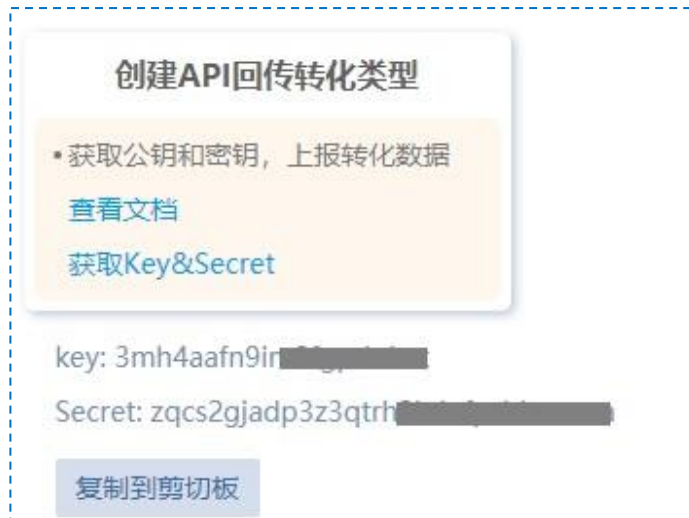 创建API回传转化类型
•获取公钥和密钥，上报转化数据
查看文档
获取Key&Secret
key: 3mh4aafn9in
Secret: zqcs2gjadp3z3qtrh
复制到剪切板